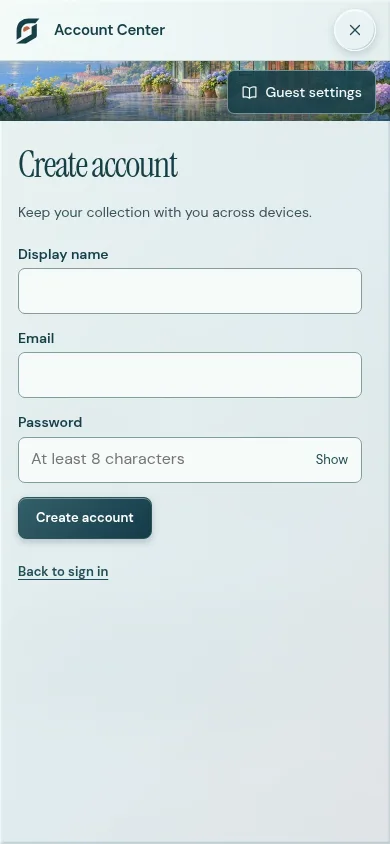 Account Center
Guest settings
Create account
Keep your collection with you across devices.
Display name
Email
Password
At least 8 characters
Show
Create account
Back to sign in